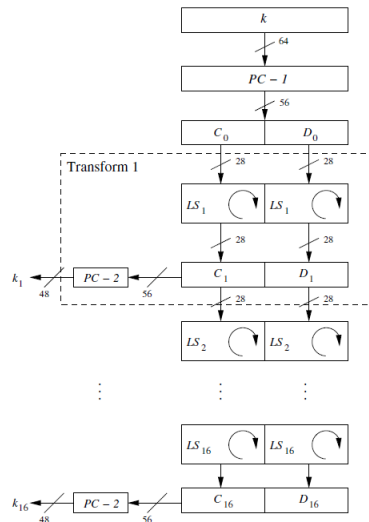 k
64
PC – 1
56
C0 D0
Transform 1
28 28
LS1 LS1
28 28
k1 48 PC – 2 56 C1 D1
28 28
LS2 LS2
⋮ ⋮ ⋮
LS16 LS16
k16 48 PC – 2 56 C16 D16